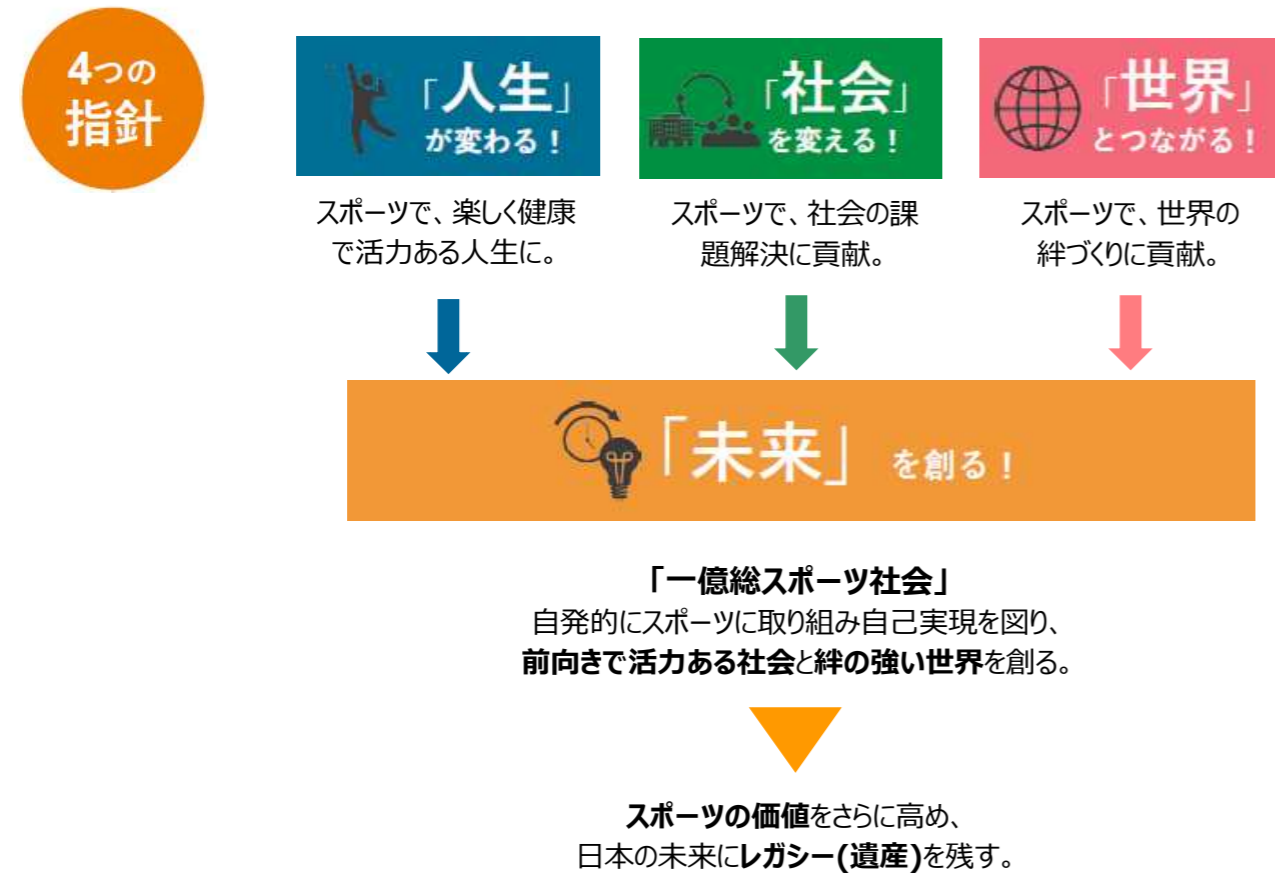 4つの
指針
「人生」
が変わる！
「社会」
を変える！
「世界」
とつながる！
スポーツで、楽しく健康
で活力ある人生に。
スポーツで、社会の課
題解決に貢献。
スポーツで、世界の
絆づくりに貢献。
「未来」を創る！
「一億総スポーツ社会」
自発的にスポーツに取り組み自己実現を図り、
前向きで活力ある社会と絆の強い世界を創る。
スポーツの価値をさらに高め、
日本の未来にレガシー(遺産)を残す。